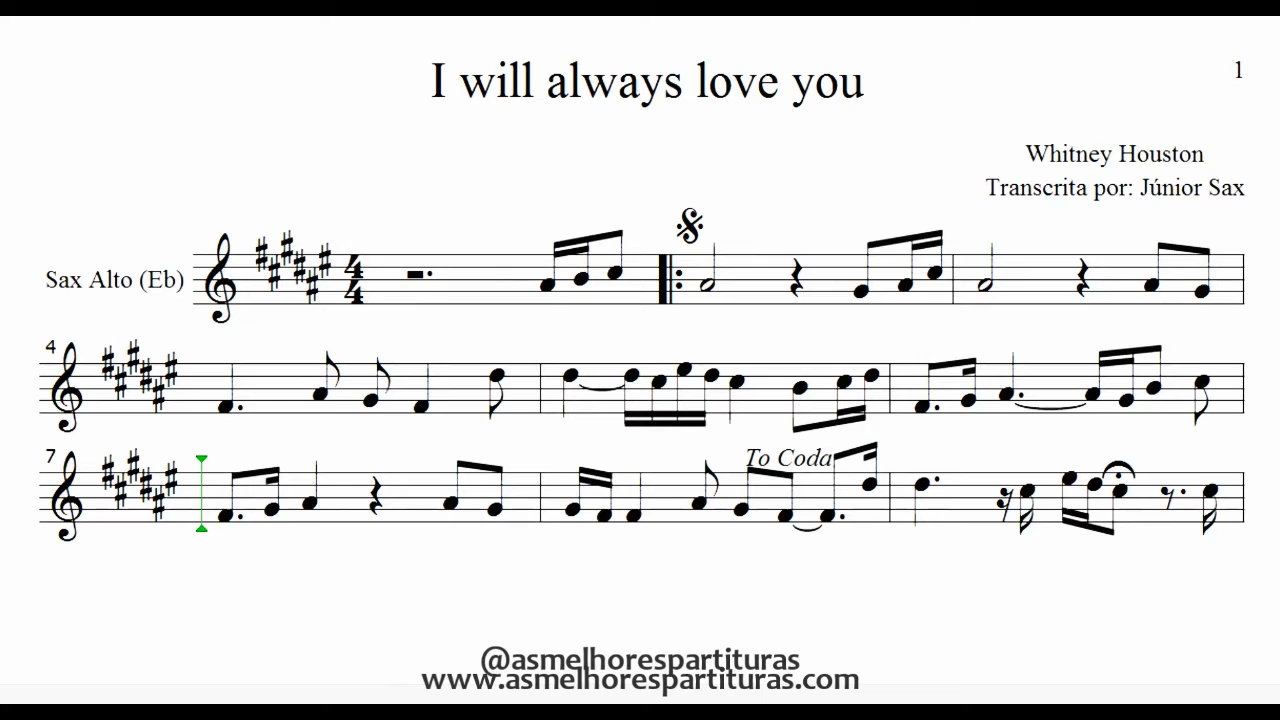 I will always love you
1
Whitney Houston
Transcrita por: Júnior Sax
Sax Alto (Eb)
4
4
4
7
To Coda
@asmelhorespartituras
www.asmelhorespartituras.com